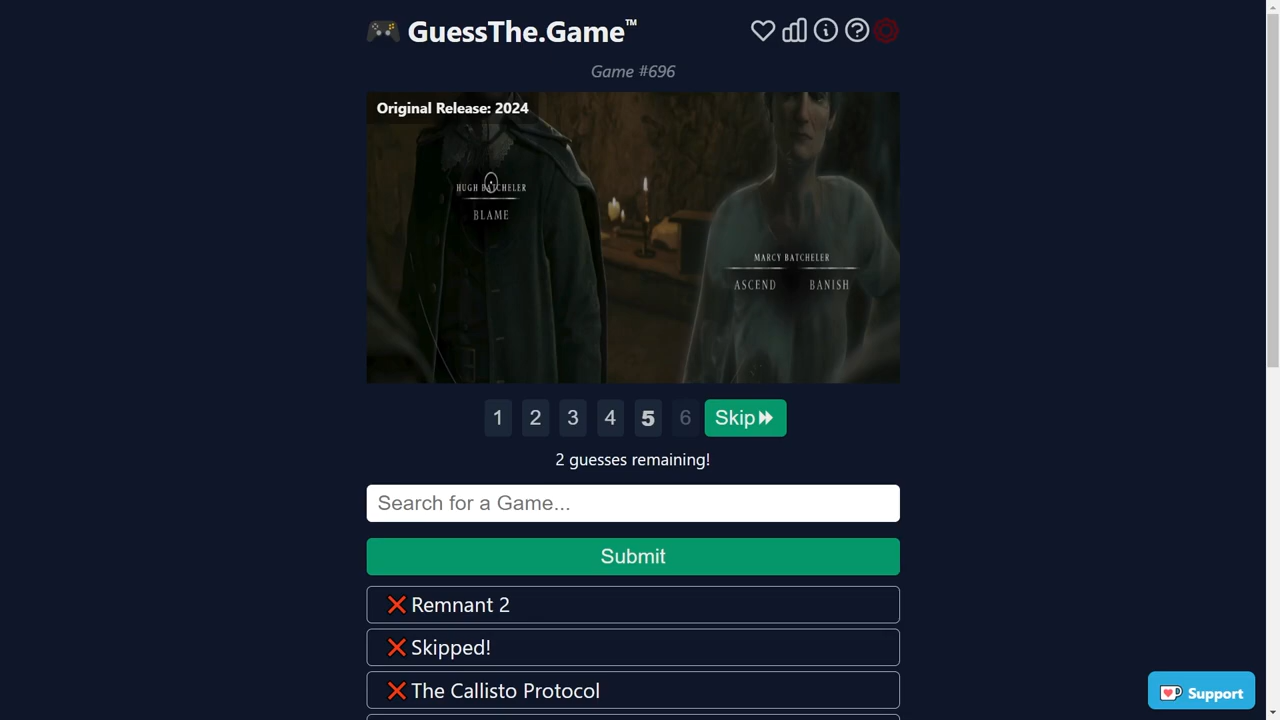 GuessThe.Game™
Game #696
Original Release: 2024
HUGH BATCHELER
BLAME
MARCY BATCHELER
ASCEND BANISH
1 2 3 4 5 6 Skip
2 guesses remaining!
Search for a Game...
Submit
❌ Remnant 2
❌ Skipped!
❌ The Callisto Protocol
Support